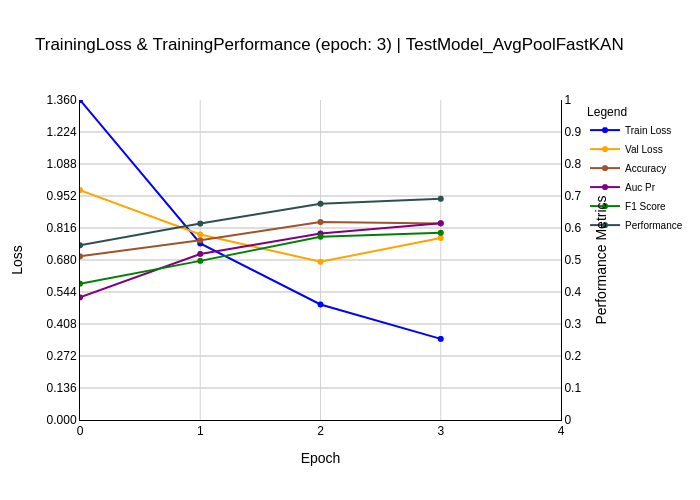 TrainingLoss & TrainingPerformance (epoch: 3) | TestModel_AvgPoolFastKAN
1.360
1.224
1.088
0.952
0.816
0.680
0.544
0.408
0.272
0.136
0.000
Loss
0
1
2
3
4
Epoch
1
0.9
0.8
0.7
0.6
0.5
0.4
0.3
0.2
0.1
0
Performance Metrics
Legend
Train Loss
Val Loss
Accuracy
Auc Pr
F1 Score
Performance